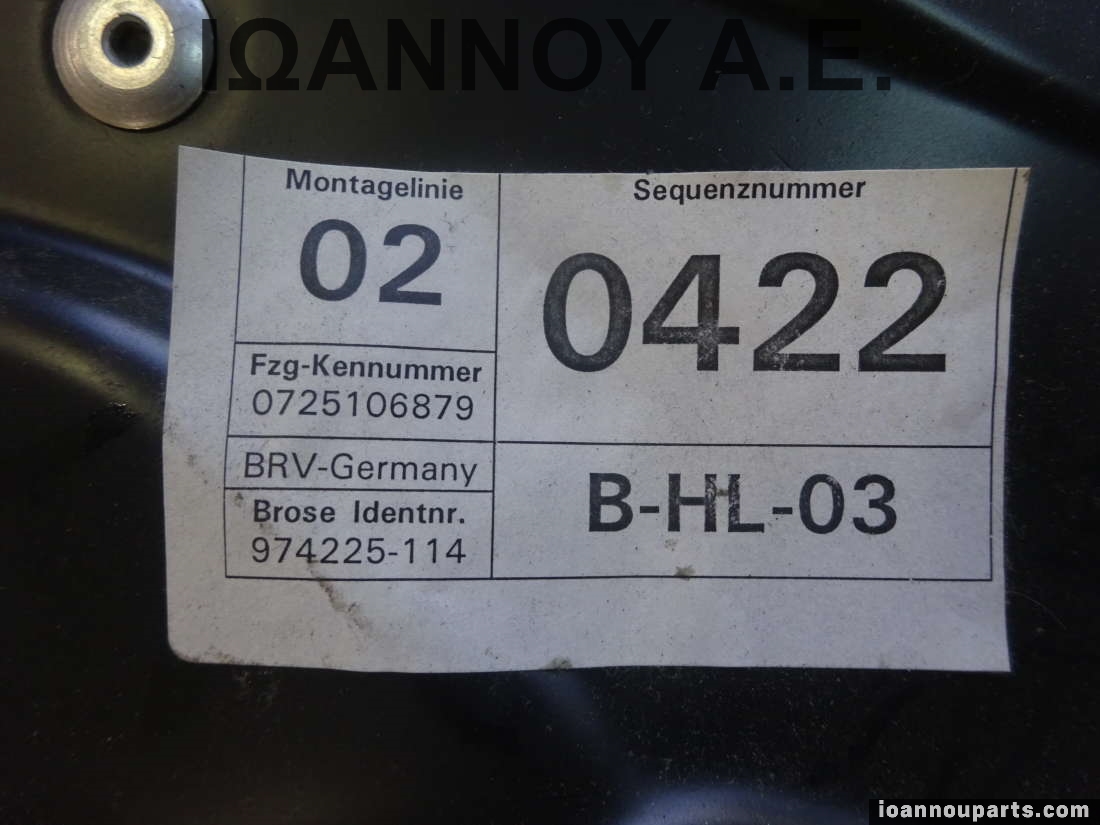 ΙΩΑΝΝΟΥ Α.Ε.
Montagelinie
02
Sequenznummer
0422
Fzg-Kennummer
0725106879
BRV-Germany
Brose Identnr.
974225-114
B-HL-03
ioannouparts.com